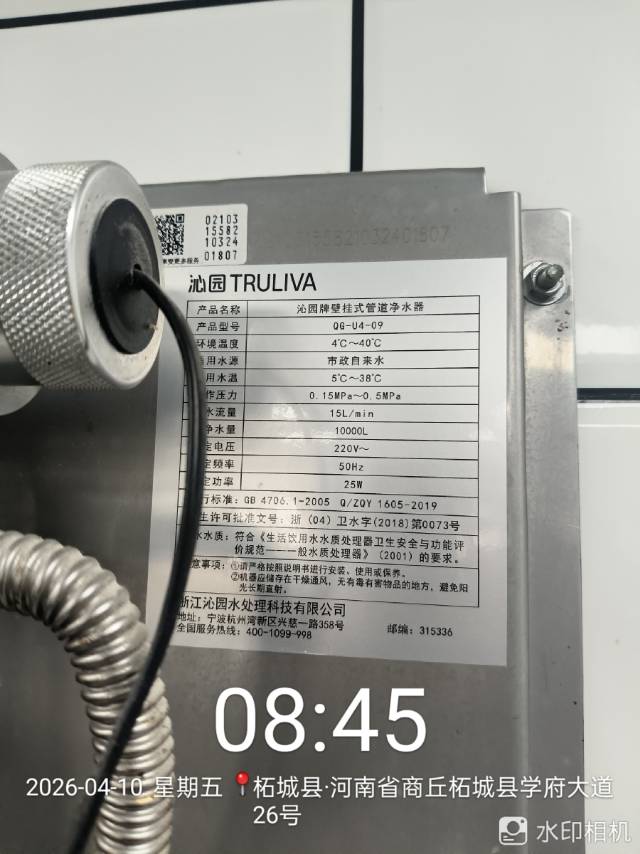 02103
15582
10324
01807
更多服务
155821032401807
沁园 TRULIVA
产品名称 沁园牌壁挂式管道净水器
产品型号 QG-U4-09
环境温度 4℃~40℃
用水源 市政自来水
用水温 5℃~38℃
作压力 0.15MPa~0.5MPa
水流量 15L/min
净水量 10000L
定电压 220V~
定频率 50Hz
定功率 25W
行标准: GB 4706.1-2005 Q/ZQY 1605-2019
生许可批准文号: 浙(04)卫水字(2018)第0073号
水水质: 符合《生活饮用水水质处理器卫生安全与功能评
价规范———一般水质处理器》(2001)的要求。
意事项: ①请严格按照说明书进行安装、使用或保养。
②机器应储存在干燥通风,无有毒有害物品的地方,避免阳
光长期直射。
浙江沁园水处理科技有限公司
地址: 宁波杭州湾新区兴慈一路358号 邮编: 315336
全国服务热线: 400-1099-998
08:45
2026-04-10 星期五 柘城县·河南省商丘柘城县学府大道
26号
水印相机